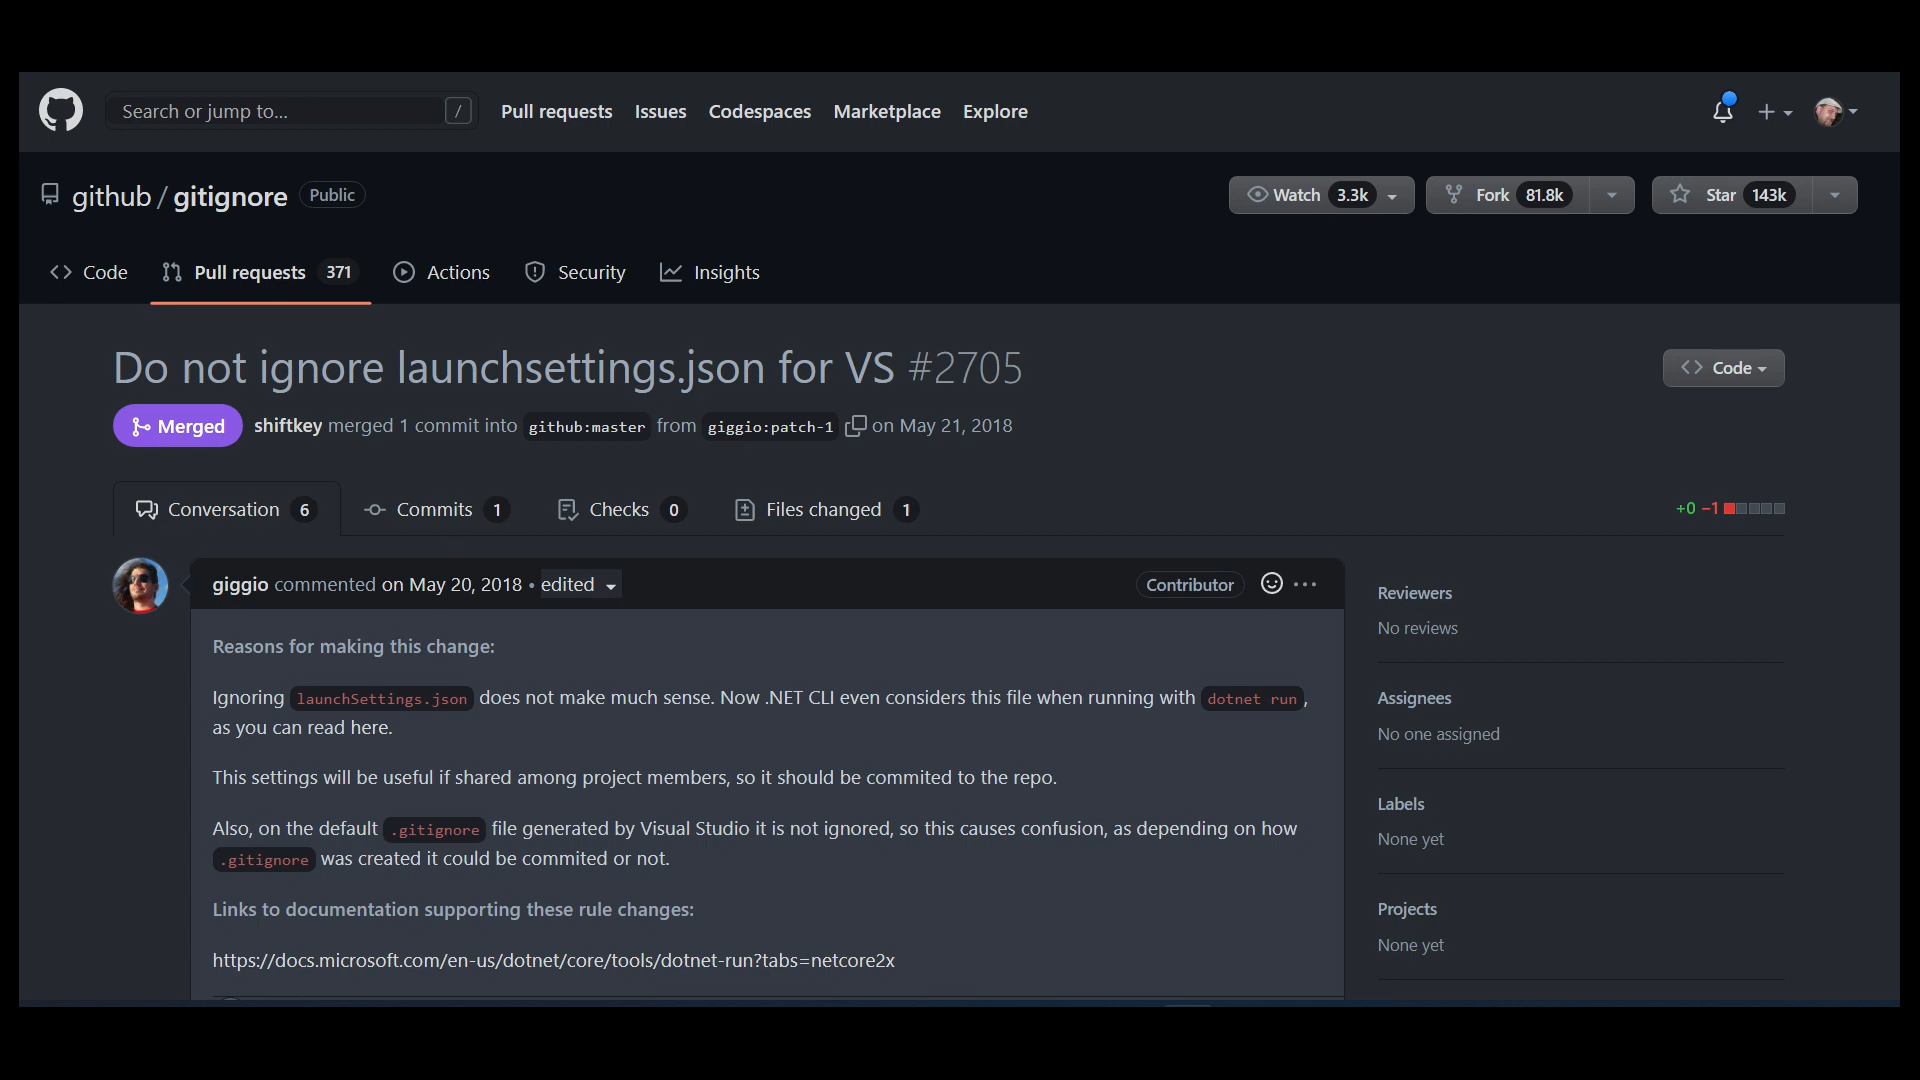 Search or jump to... /
Pull requests Issues Codespaces Marketplace Explore
github / gitignore Public
Watch 3.3k Fork 81.8k Star 143k
Code Pull requests 371 Actions Security Insights
Do not ignore launchsettings.json for VS #2705
Code
Merged shiftkey merged 1 commit into github:master from giggio:patch-1 on May 21, 2018
Conversation 6 Commits 1 Checks 0 Files changed 1
+0 −1
giggio commented on May 20, 2018 • edited
Contributor
Reasons for making this change:
Ignoring launchSettings.json does not make much sense. Now .NET CLI even considers this file when running with dotnet run,
as you can read here.
This settings will be useful if shared among project members, so it should be commited to the repo.
Also, on the default .gitignore file generated by Visual Studio it is not ignored, so this causes confusion, as depending on how
.gitignore was created it could be commited or not.
Links to documentation supporting these rule changes:
https://docs.microsoft.com/en-us/dotnet/core/tools/dotnet-run?tabs=netcore2x
Reviewers
No reviews
Assignees
No one assigned
Labels
None yet
Projects
None yet